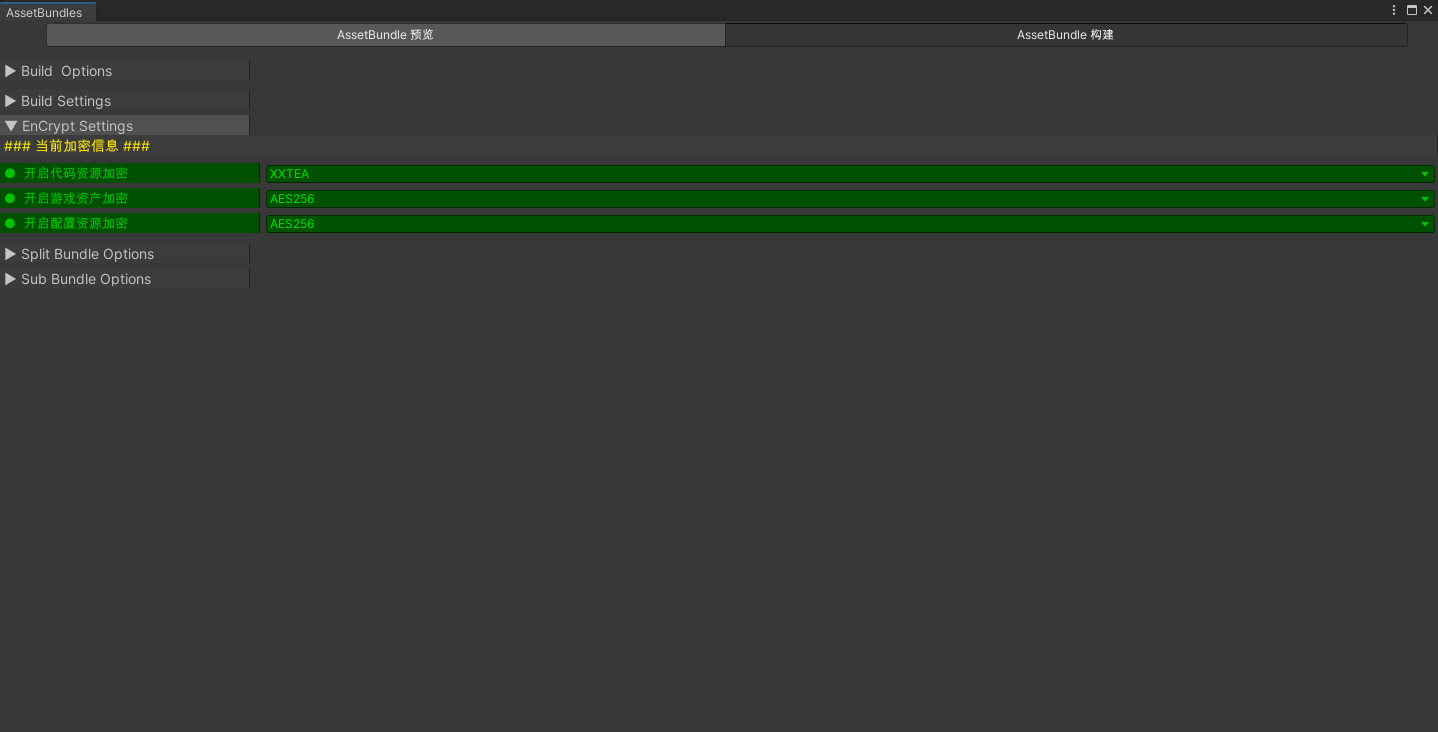 AssetBundles
AssetBundle 预览
AssetBundle 构建
Build  Options
Build Settings
EnCrypt Settings
### 当前加密信息 ###
开启代码资源加密
XXTEA
开启游戏资产加密
AES256
开启配置资源加密
AES256
Split Bundle Options
Sub Bundle Options